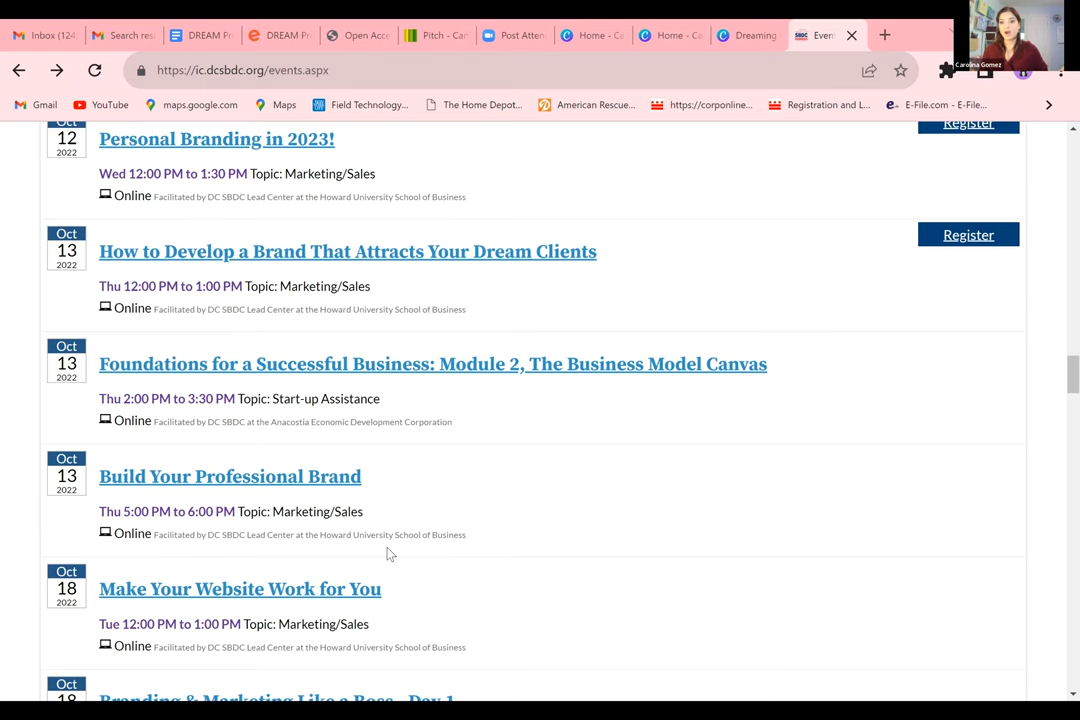 Inbox (124
Search res
DREAM Pr
DREAM Pr
Open Acce
Pitch - Can
Post Atten
Home - Ca
Home - Ca
Dreaming
Even
Carolina Gomez
https://ic.dcsbdc.org/events.aspx
Gmail
YouTube
maps.google.com
Maps
Field Technology...
The Home Depot...
American Rescue...
https://corponline...
Registration and L...
E-File.com - E-File...
Oct
12
2022
Personal Branding in 2023!
Register
Wed 12:00 PM to 1:30 PM Topic: Marketing/Sales
Online Facilitated by DC SBDC Lead Center at the Howard University School of Business
Oct
13
2022
How to Develop a Brand That Attracts Your Dream Clients
Register
Thu 12:00 PM to 1:00 PM Topic: Marketing/Sales
Online Facilitated by DC SBDC Lead Center at the Howard University School of Business
Oct
13
2022
Foundations for a Successful Business: Module 2, The Business Model Canvas
Thu 2:00 PM to 3:30 PM Topic: Start-up Assistance
Online Facilitated by DC SBDC at the Anacostia Economic Development Corporation
Oct
13
2022
Build Your Professional Brand
Thu 5:00 PM to 6:00 PM Topic: Marketing/Sales
Online Facilitated by DC SBDC Lead Center at the Howard University School of Business
Oct
18
2022
Make Your Website Work for You
Tue 12:00 PM to 1:00 PM Topic: Marketing/Sales
Online Facilitated by DC SBDC Lead Center at the Howard University School of Business
Oct
18
Branding & Marketing Like a Boss - Day 1